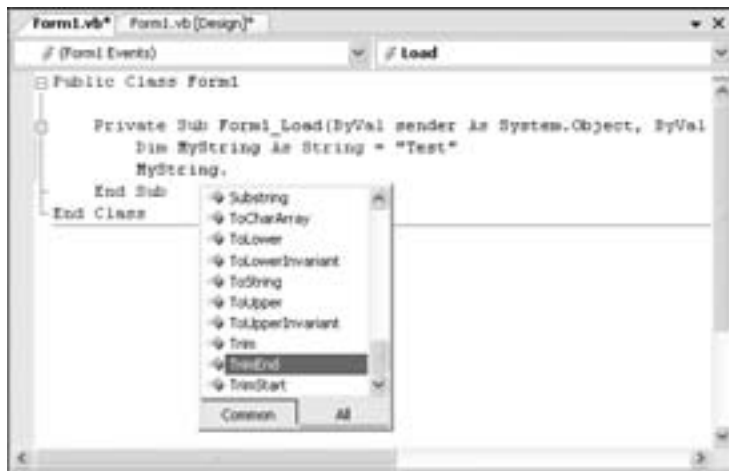 Form1.vb* Form1.vb [Design]*
(Form1 Events) Load
Public Class Form1
Private Sub Form1_Load(ByVal sender As System.Object, ByVal
Dim MyString As String = "Test"
MyString.
End Sub
End Class
Substring
ToCharArray
ToLower
ToLowerInvariant
ToString
ToUpper
ToUpperInvariant
Trim
TrimEnd
TrimStart
Common All